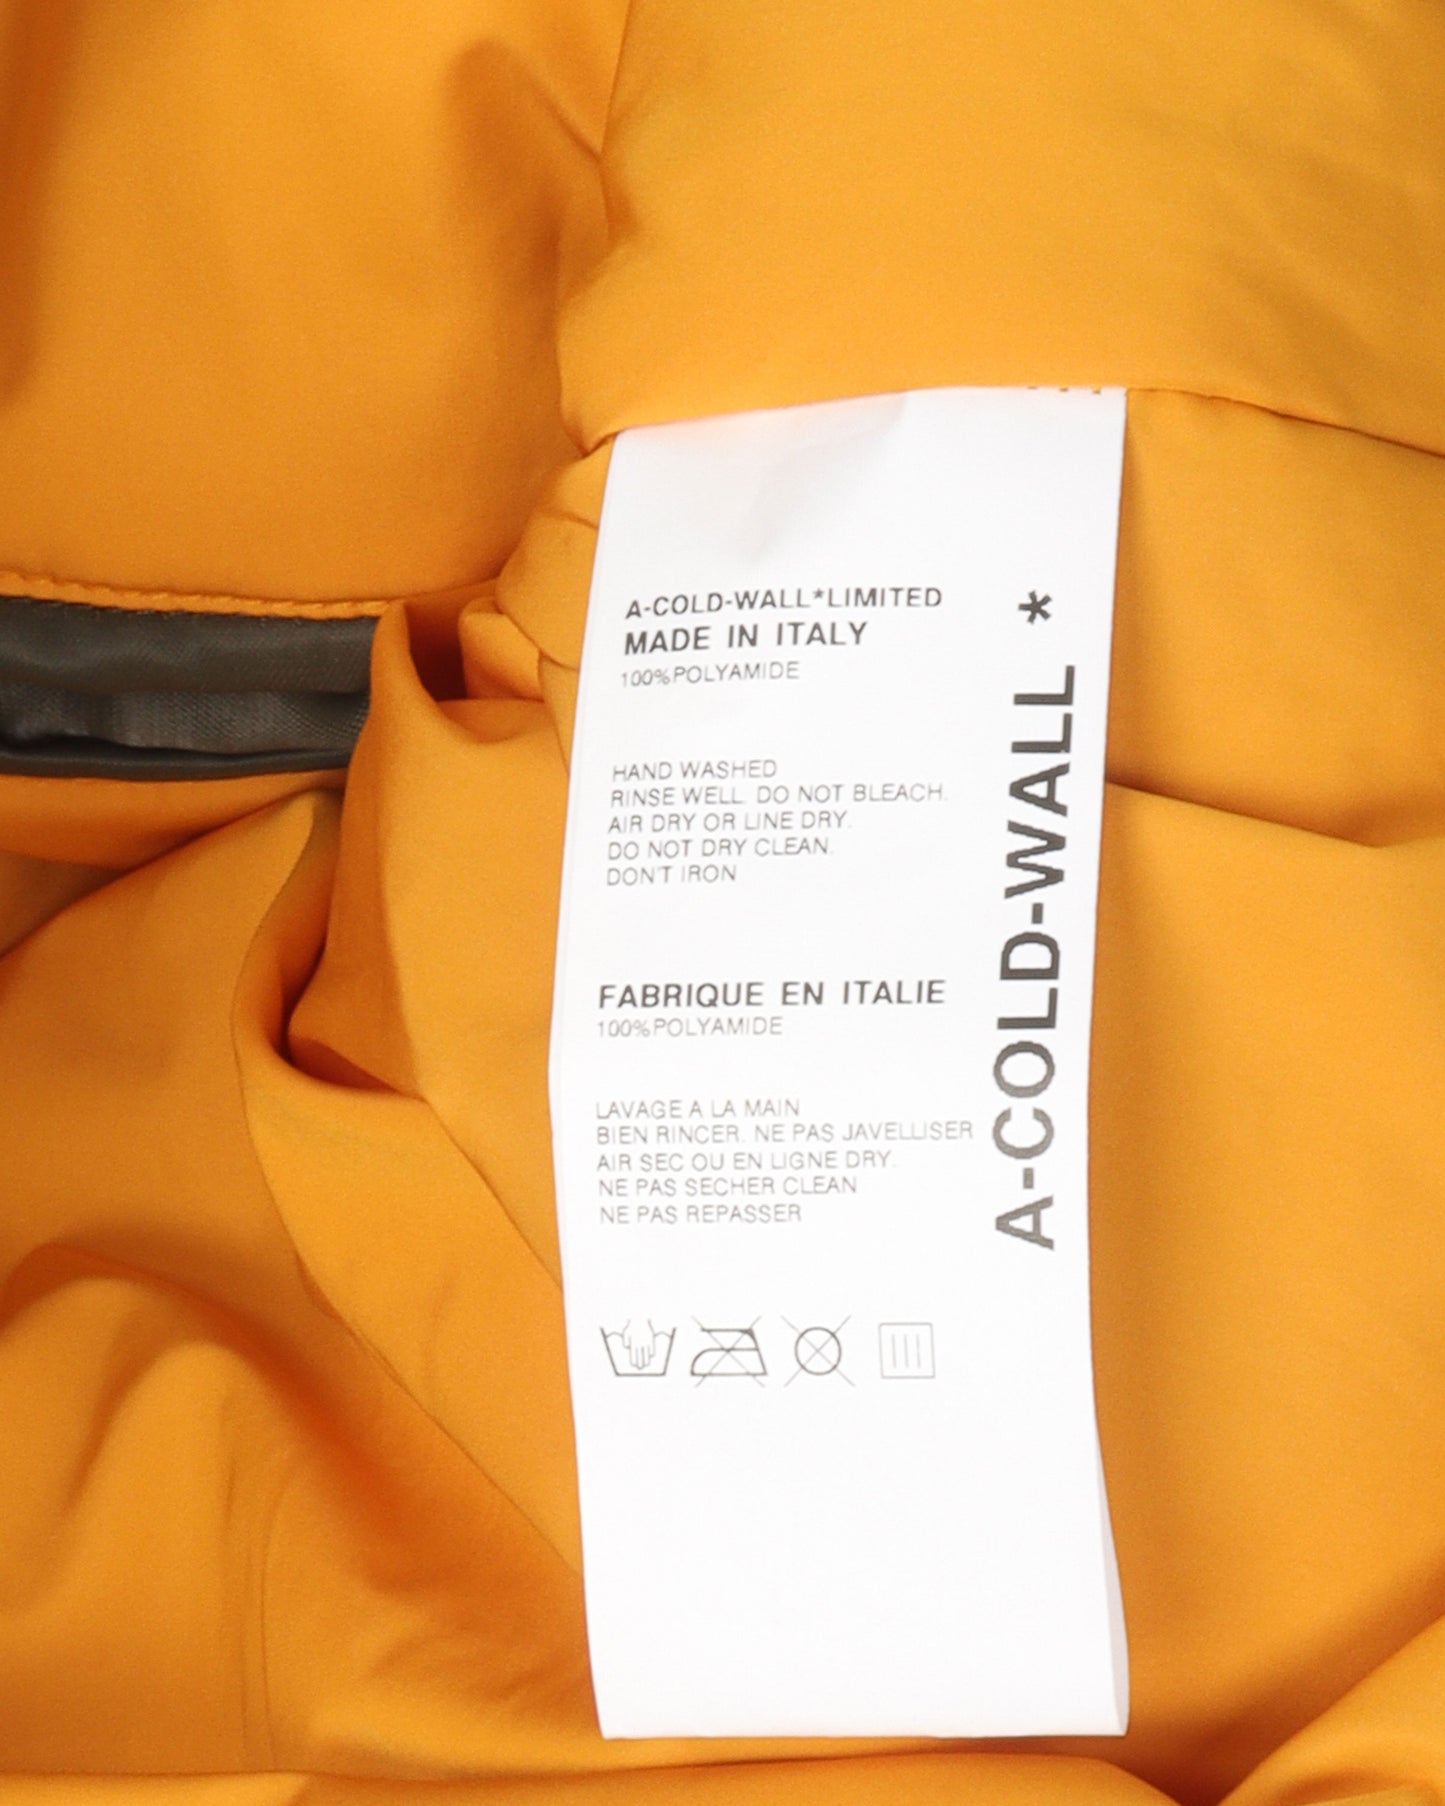 A-COLD-WALL*LIMITED
MADE IN ITALY
100%POLYAMIDE
HAND WASHED
RINSE WELL. DO NOT BLEACH.
AIR DRY OR LINE DRY.
DO NOT DRY CLEAN.
DON'T IRON
FABRIQUE EN ITALIE
100%POLYAMIDE
LAVAGE A LA MAIN
BIEN RINCER. NE PAS JAVELLISER
AIR SEC OU EN LIGNE DRY.
NE PAS SECHER CLEAN
NE PAS REPASSER
A-COLD-WALL *